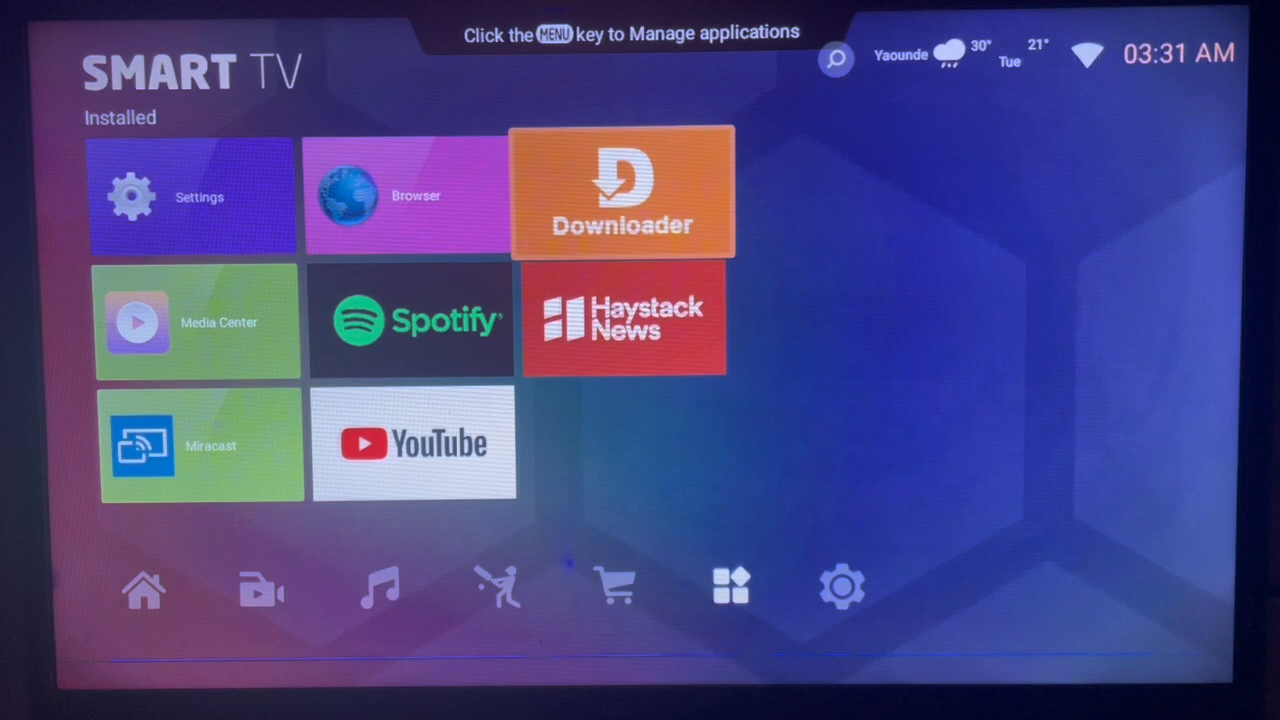 Click the MENU key to Manage applications
SMART TV
Yaounde 30° Tue 21° 03:31 AM
Installed
Settings
Browser
D
Downloader
Media Center
Spotify
Haystack
News
Miracast
YouTube